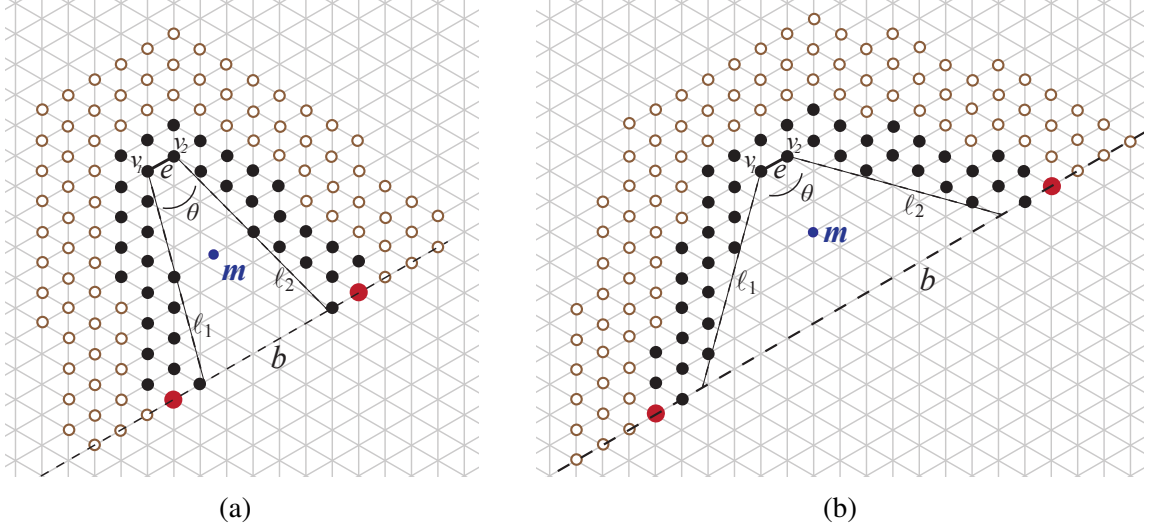 v₁ v₂ e θ m ℓ₁ ℓ₂ b
v₁ v₂ e θ m ℓ₁ ℓ₂ b
(a) (b)